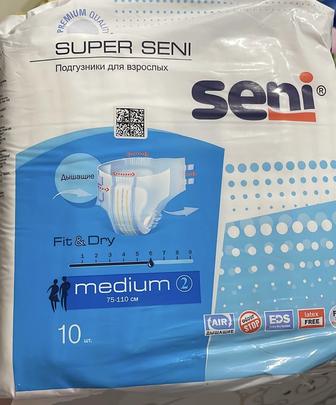 PREMIUM QUALITY
SUPER SENI
Подгузники для взрослых
seni
Дышащие
Fit & Dry
1 2 3 4 5 6 7 8 9
medium 2
75-110 см
10 шт.
AIR
ДЫШАЩИЕ
STOP
EDS
latex
FREE